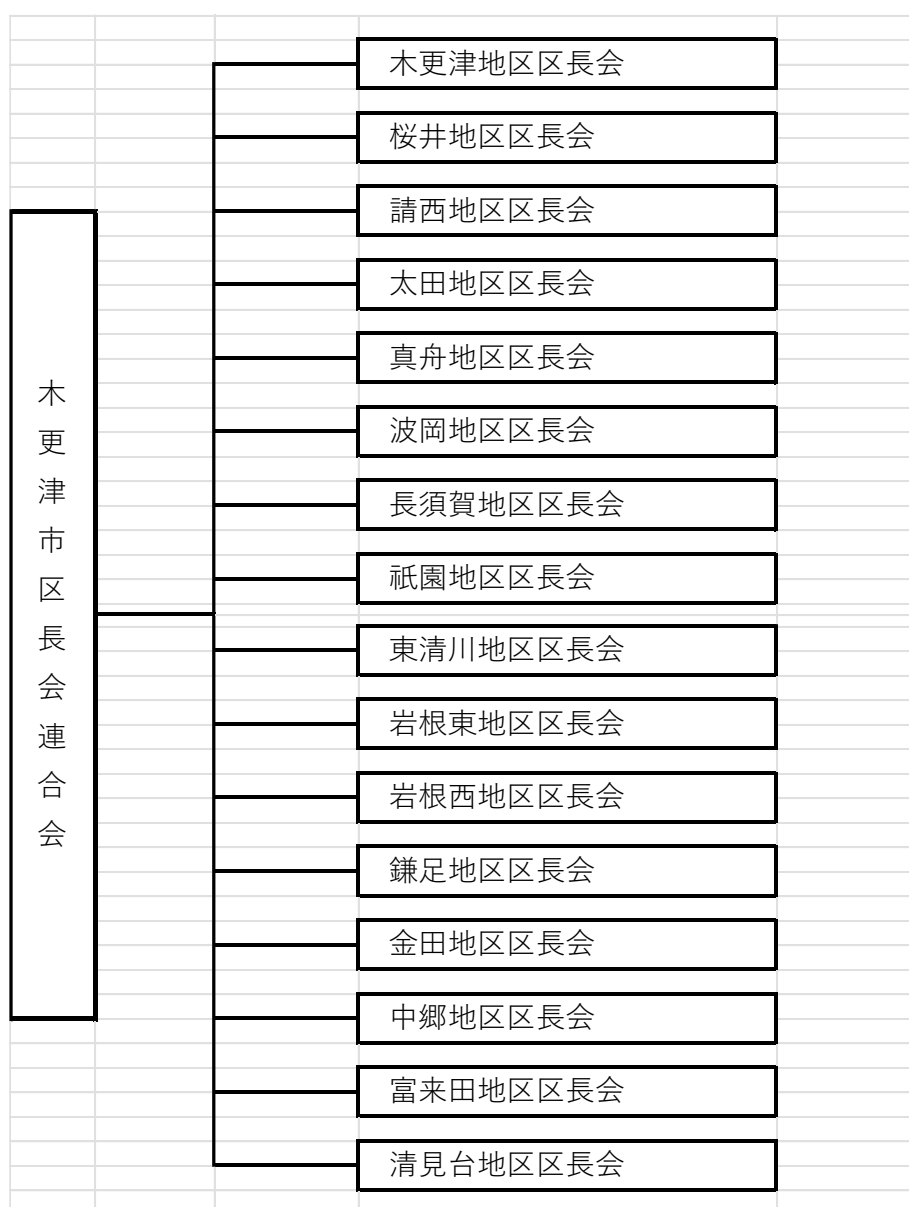 木更津市区長会連合会
木更津地区区長会
桜井地区区長会
請西地区区長会
太田地区区長会
真舟地区区長会
波岡地区区長会
長須賀地区区長会
祇園地区区長会
東清川地区区長会
岩根東地区区長会
岩根西地区区長会
鎌足地区区長会
金田地区区長会
中郷地区区長会
富来田地区区長会
清見台地区区長会